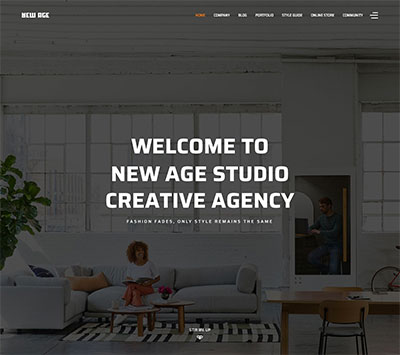 NEW AGE
HOME COMPANY BLOG PORTFOLIO STYLE GUIDE ONLINE STORE COMMUNITY
WELCOME TO
NEW AGE STUDIO
CREATIVE AGENCY
FASHION FADES, ONLY STYLE REMAINS THE SAME
STIR ME UP